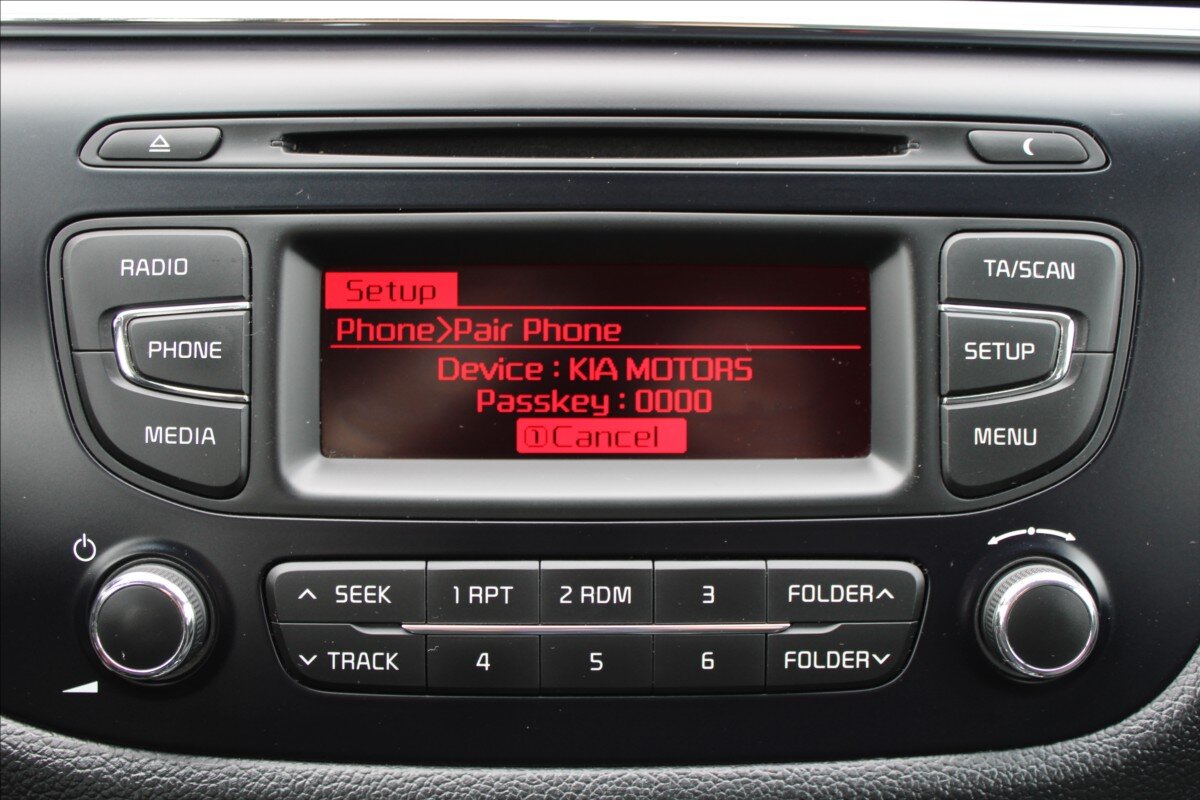 RADIO
PHONE
MEDIA
Setup
Phone>Pair Phone
Device : KIA MOTORS
Passkey : 0000
①Cancel
TA/SCAN
SETUP
MENU
∧ SEEK
1 RPT
2 RDM
3
FOLDER∧
∨ TRACK
4
5
6
FOLDER∨